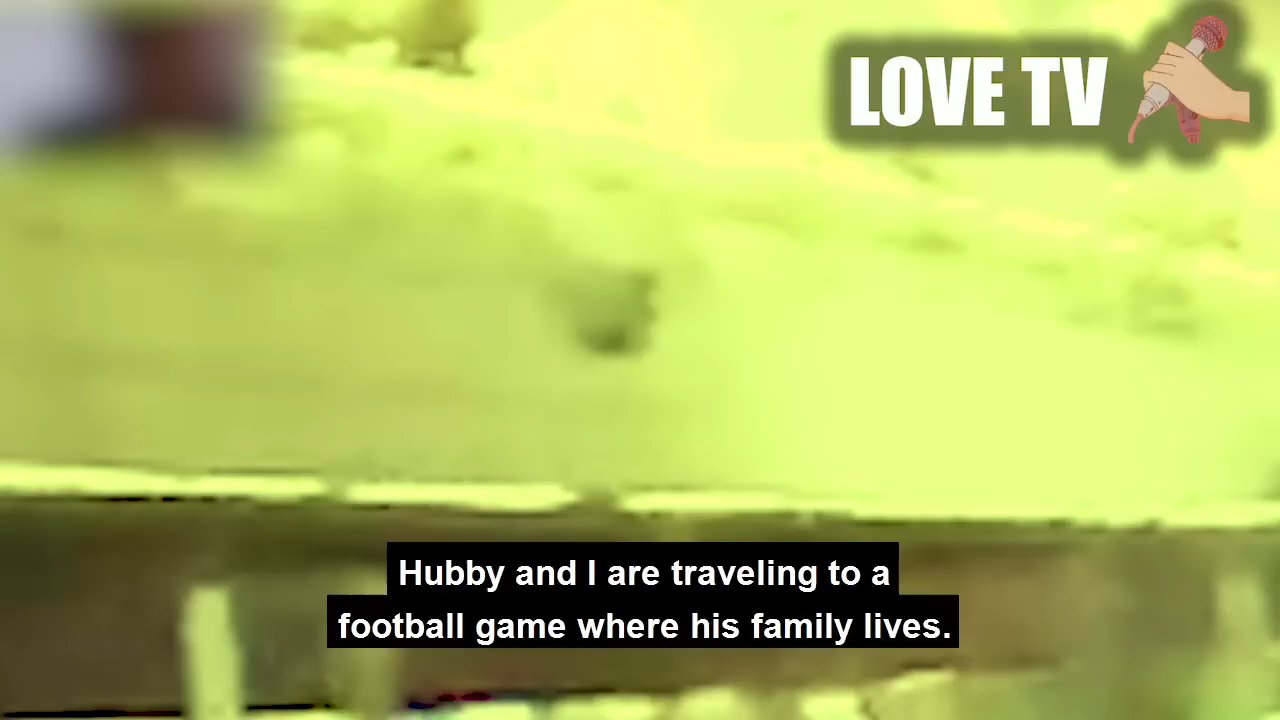 LOVE TV
Hubby and I are traveling to a
football game where his family lives.